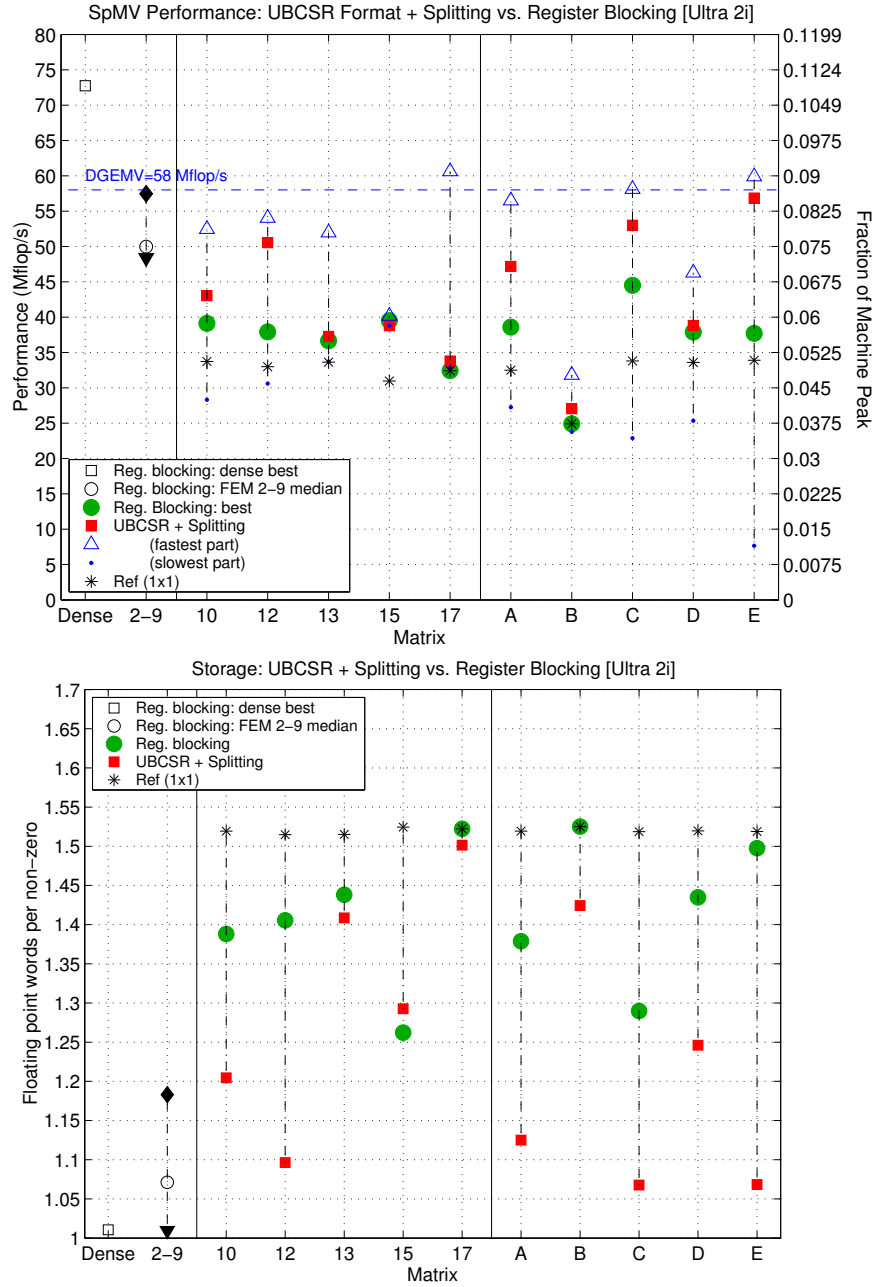 SpMV Performance: UBCSR Format + Splitting vs. Register Blocking [Ultra 2i]
Performance (Mflop/s)
80
75
70
65
60
55
50
45
40
35
30
25
20
15
10
5
0
DGEMV=58 Mflop/s
Reg. blocking: dense best
Reg. blocking: FEM 2−9 median
Reg. Blocking: best
UBCSR + Splitting
(fastest part)
(slowest part)
Ref (1x1)
0.1199
0.1124
0.1049
0.0975
0.09
0.0825
0.075
0.0675
0.06
0.0525
0.045
0.0375
0.03
0.0225
0.015
0.0075
0
Fraction of Machine Peak
Dense 2−9 10 12 13 15 17 A B C D E
Matrix
Storage: UBCSR + Splitting vs. Register Blocking [Ultra 2i]
Floating point words per non−zero
1.7
1.65
1.6
1.55
1.5
1.45
1.4
1.35
1.3
1.25
1.2
1.15
1.1
1.05
1
Reg. blocking: dense best
Reg. blocking: FEM 2−9 median
Reg. blocking
UBCSR + Splitting
Ref (1x1)
Dense 2−9 10 12 13 15 17 A B C D E
Matrix